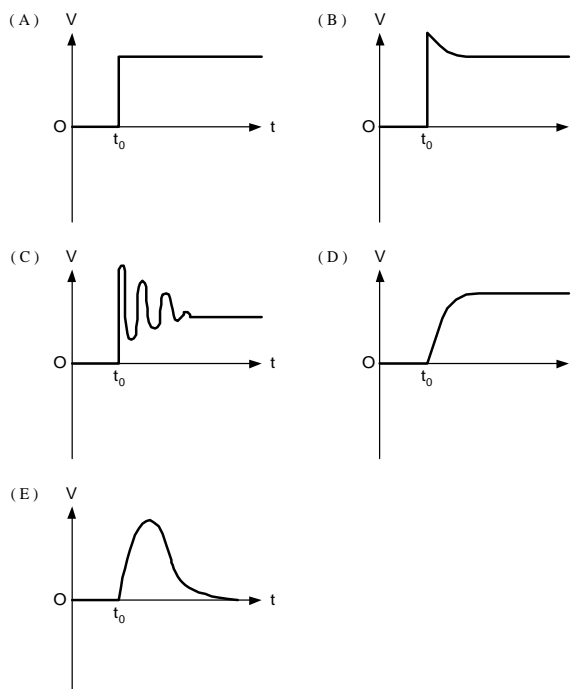 (A) V (B) V
O t₀ t O t₀
(C) V (D) V
O t₀ t O t₀
(E) V
O t₀ t